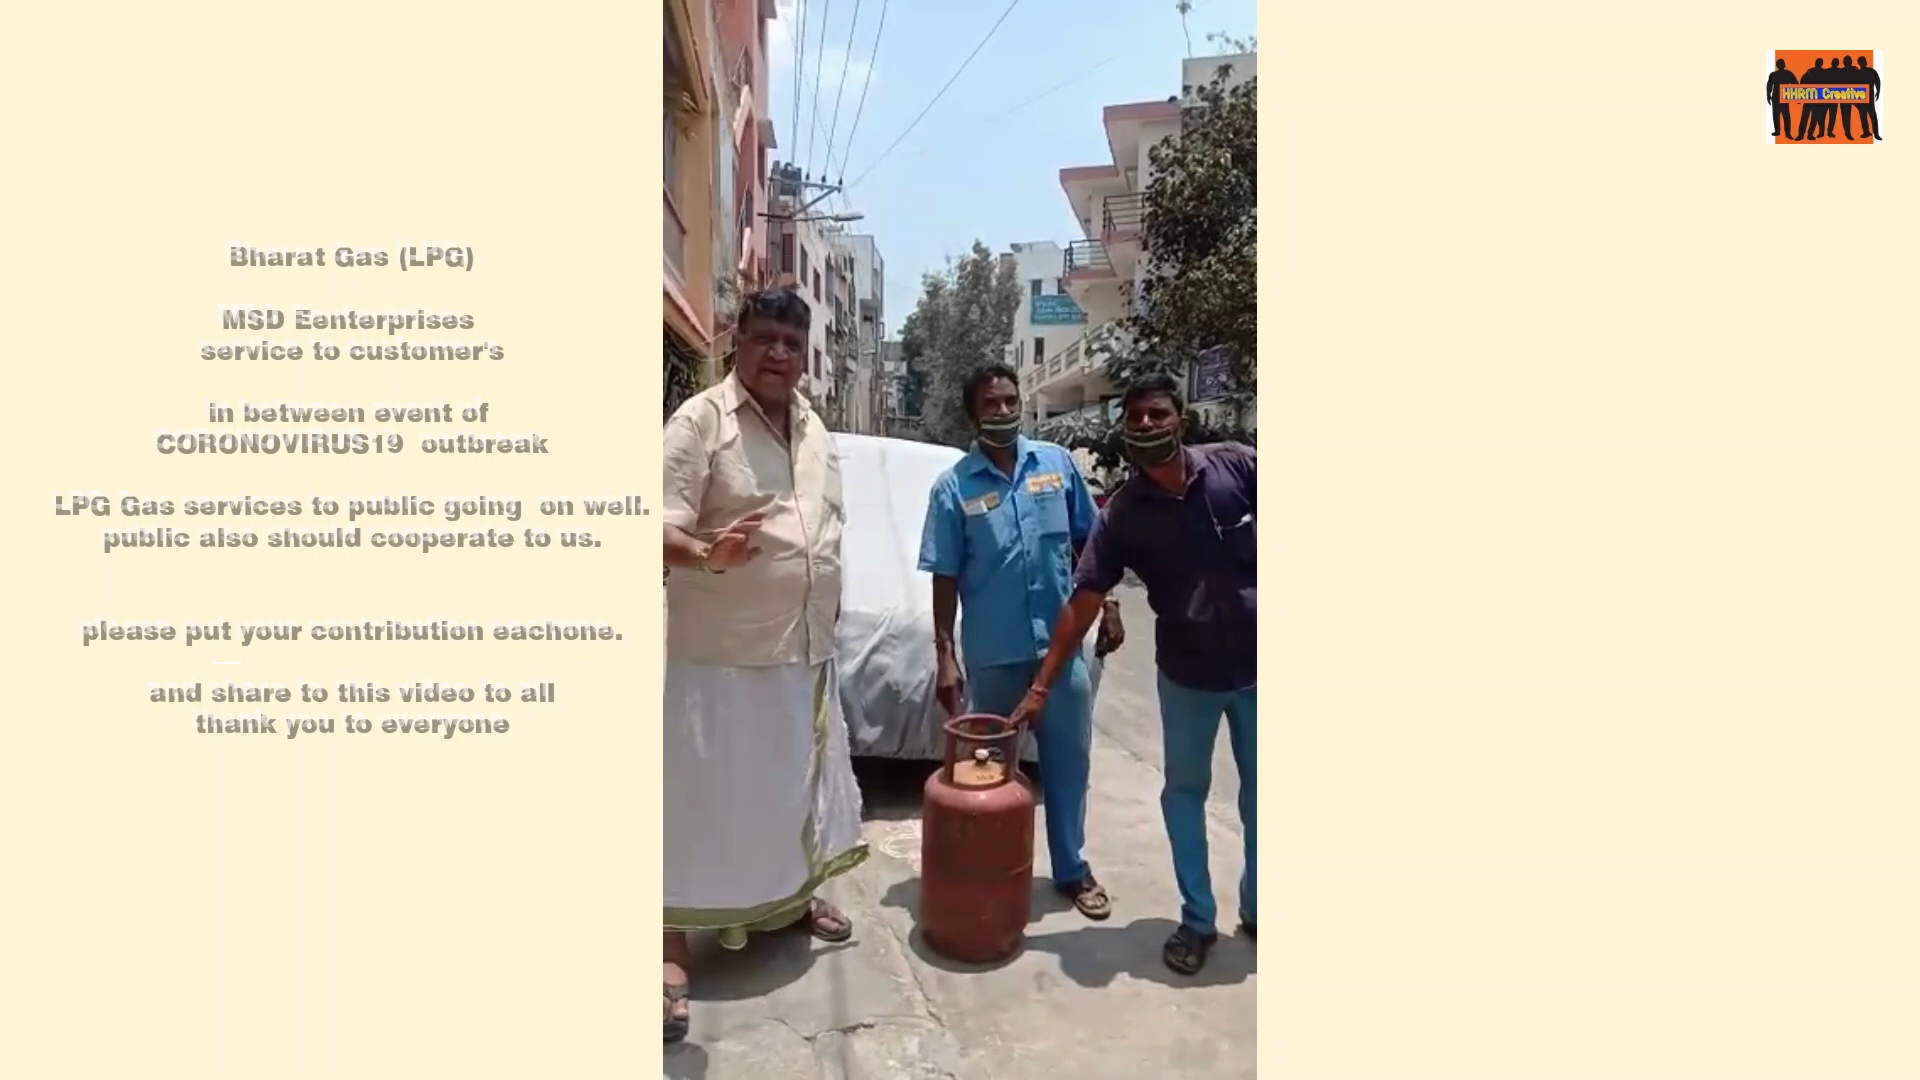 Bharat Gas (LPG)
MSD Eenterprises
service to customer's
in between event of
CORONOVIRUS19 outbreak
LPG Gas services to public going on well.
public also should cooperate to us.
please put your contribution eachone.
and share to this video to all
thank you to everyone
HHRM Creative